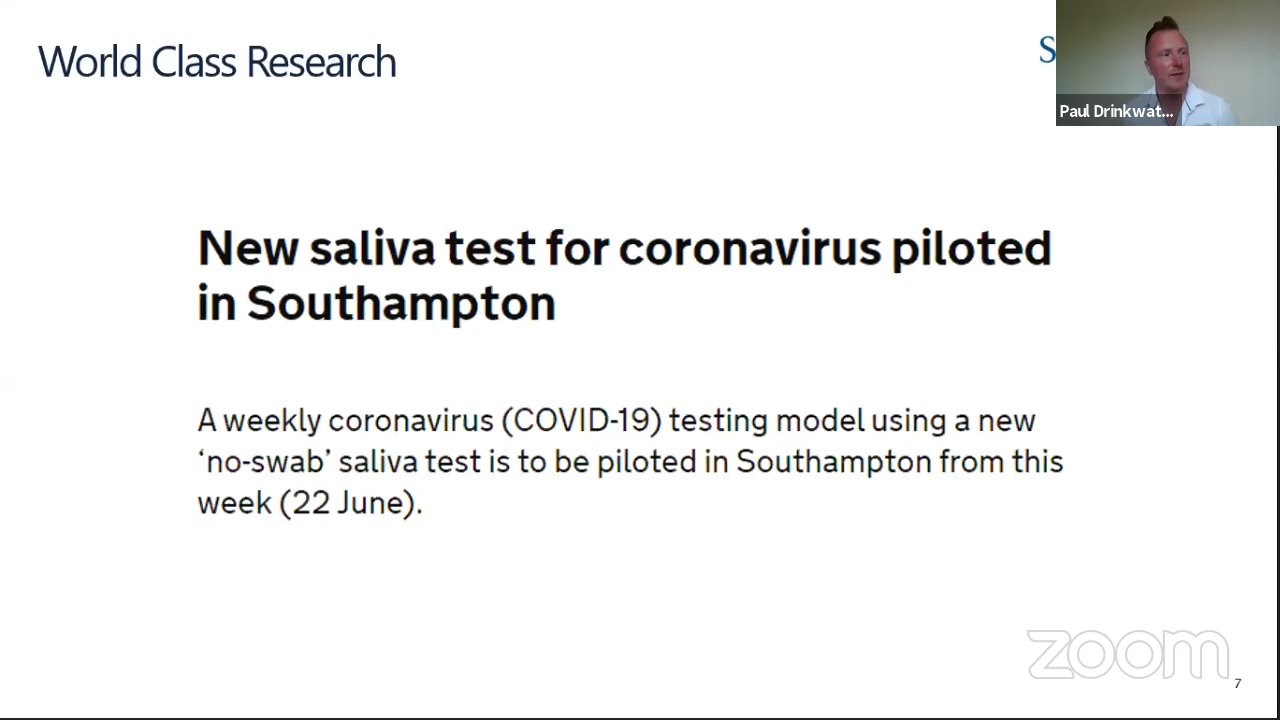 World Class Research
S
Paul Drinkwat...
New saliva test for coronavirus piloted
in Southampton
A weekly coronavirus (COVID-19) testing model using a new
‘no-swab’ saliva test is to be piloted in Southampton from this
week (22 June).
zoom
7